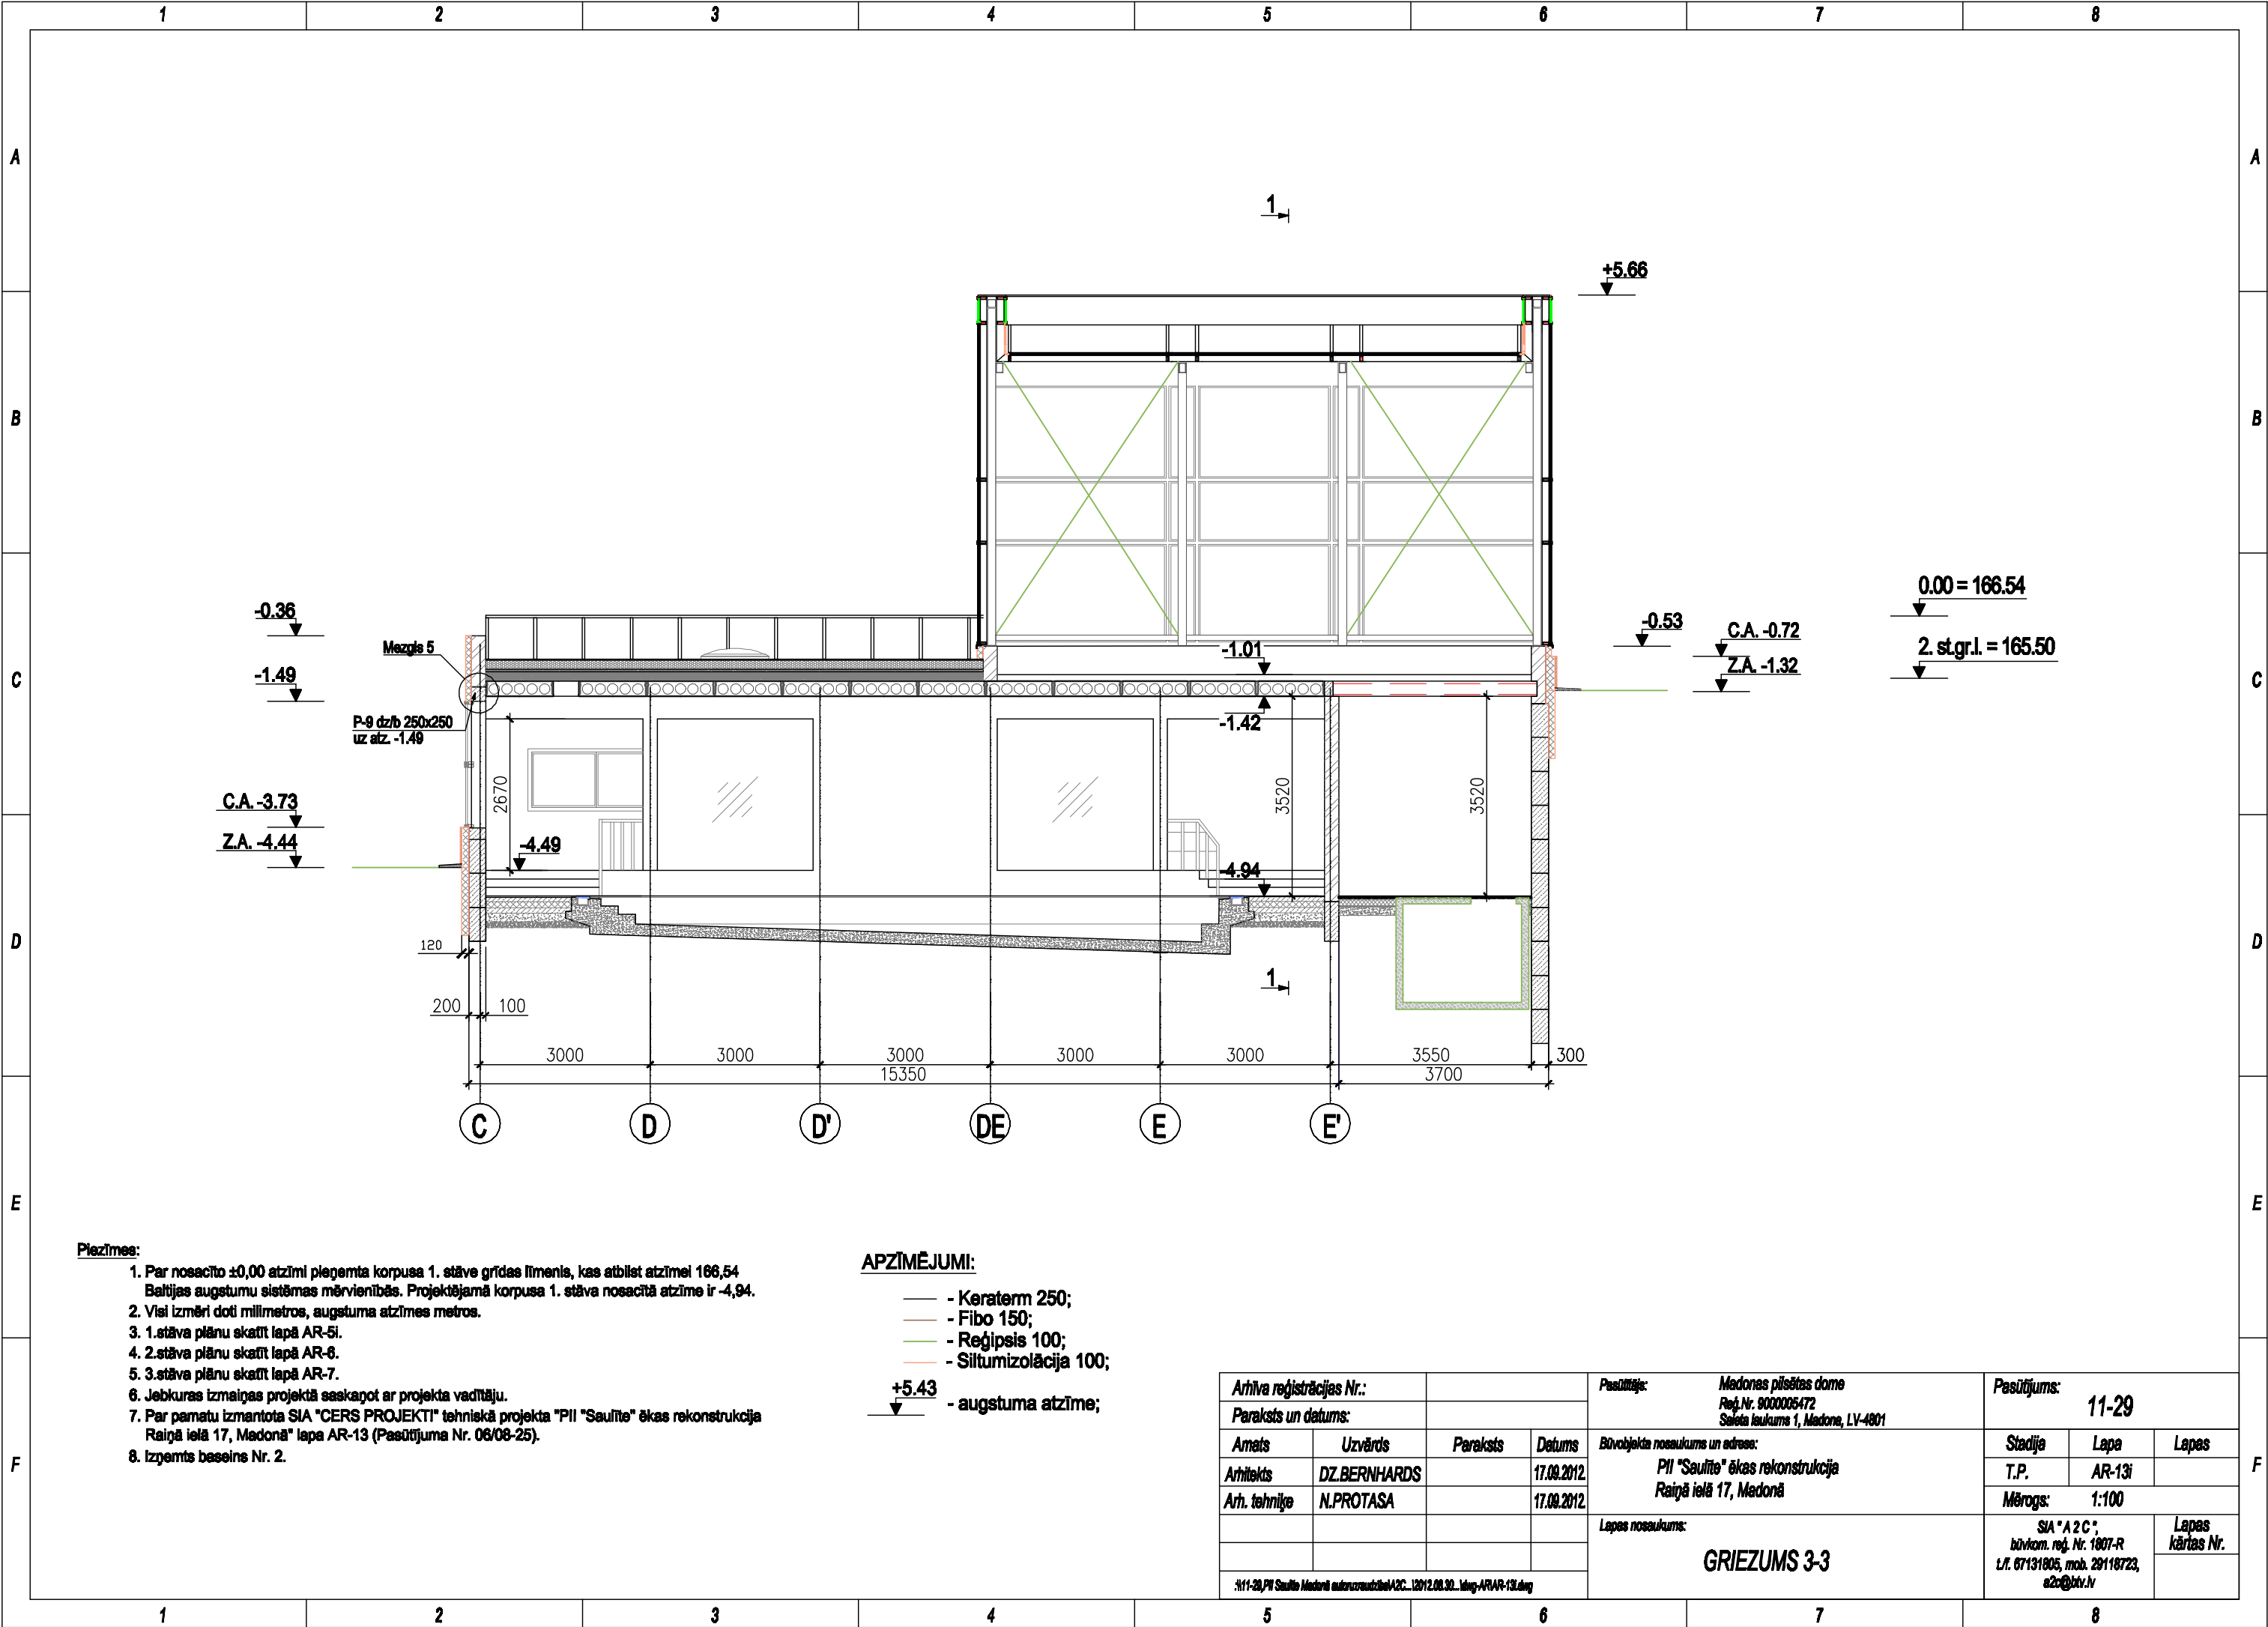 1 2 3 4 5 6 7 8
A A
B B
C C
D D
E E
F F
1
+5.66
-0.36
Mezgls 5
-1.49
P-9 dz/b 250x250
uz atz. -1.49
C.A. -3.73
Z.A. -4.44
-1.01
-1.42
-0.53
C.A. -0.72
Z.A. -1.32
0.00 = 166.54
2. st.gr.l. = 165.50
2670
3520
3520
-4.49
-4.94
120
1
200 100
3000 3000 3000 3000 3000 3550 300
15350 3700
C D D' DE E E'
Piezīmes:
1. Par nosacīto ±0,00 atzīmi pieņemta korpusa 1. stāve grīdas līmenis, kas atbilst atzīmei 166,54
Baltijas augstumu sistēmas mērvienībās. Projektējamā korpusa 1. stāva nosacītā atzīme ir -4,94.
2. Visi izmēri doti milimetros, augstuma atzīmes metros.
3. 1.stāva plānu skatīt lapā AR-5i.
4. 2.stāva plānu skatīt lapā AR-6.
5. 3.stāva plānu skatīt lapā AR-7.
6. Jebkuras izmaiņas projektā saskaņot ar projekta vadītāju.
7. Par pamatu izmantota SIA "CERS PROJEKTI" tehniskā projekta "PII "Saulīte" ēkas rekonstrukcija
Raiņā ielā 17, Madonā" lapa AR-13 (Pasūtījuma Nr. 06/08-25).
8. Izņemts baseins Nr. 2.
APZĪMĒJUMI:
- Keraterm 250;
- Fibo 150;
- Reģipsis 100;
- Siltumizolācija 100;
+5.43
- augstuma atzīme;
Arhīva reģistrācijas Nr.:
Paraksts un datums:
Amats Uzvārds Paraksts Datums
Arhitekts DZ.BERNHARDS 17.09.2012
Arh. tehniķe N.PROTASA 17.09.2012
Pasūtītājs: Madonas pilsētas dome
Reģ.Nr. 9000005472
Saieta laukums 1, Madona, LV-4801
Būvobjekta nosaukums un adrese:
PII "Saulīte" ēkas rekonstrukcija
Raiņā ielā 17, Madonā
Lapas nosaukums:
GRIEZUMS 3-3
Pasūtījums:
11-29
Stadija Lapa Lapas
T.P. AR-13i
Mērogs: 1:100
SIA " A 2 C ",
būvkom. reģ. Nr. 1807-R
t./f. 67131805, mob. 29118723,
a2c@btv.lv
Lapas
kārtas Nr.
1 2 3 4 5 6 7 8